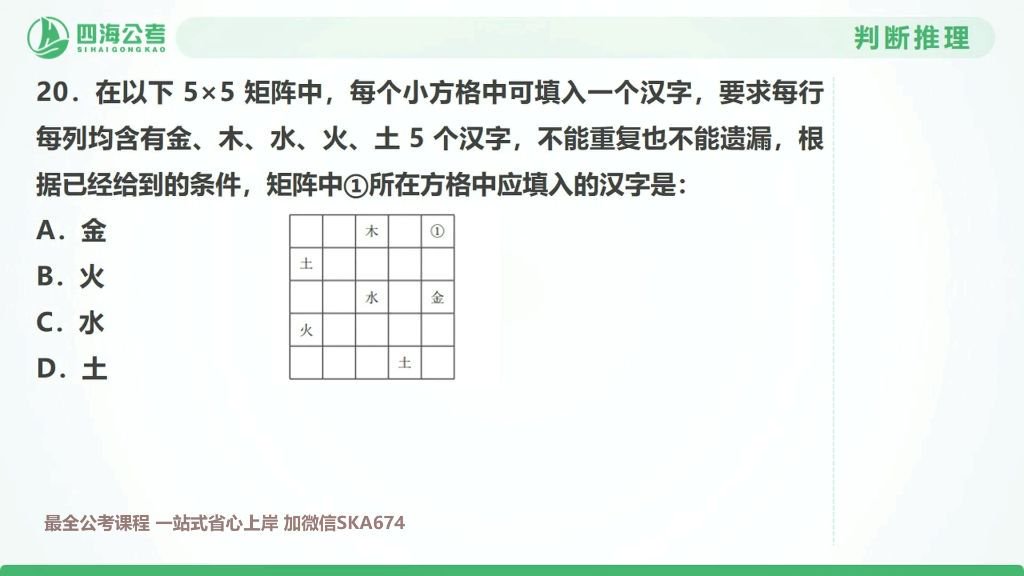 四海公考
SIHAIGONGKAO
判断推理
20．在以下 5×5 矩阵中，每个小方格中可填入一个汉字，要求每行
每列均含有金、木、水、火、土 5 个汉字，不能重复也不能遗漏，根
据已经给到的条件，矩阵中①所在方格中应填入的汉字是：
A．金
B．火
C．水
D．土
木 ①
土
水 金
火
土
最全公考课程 一站式省心上岸 加微信SKA674